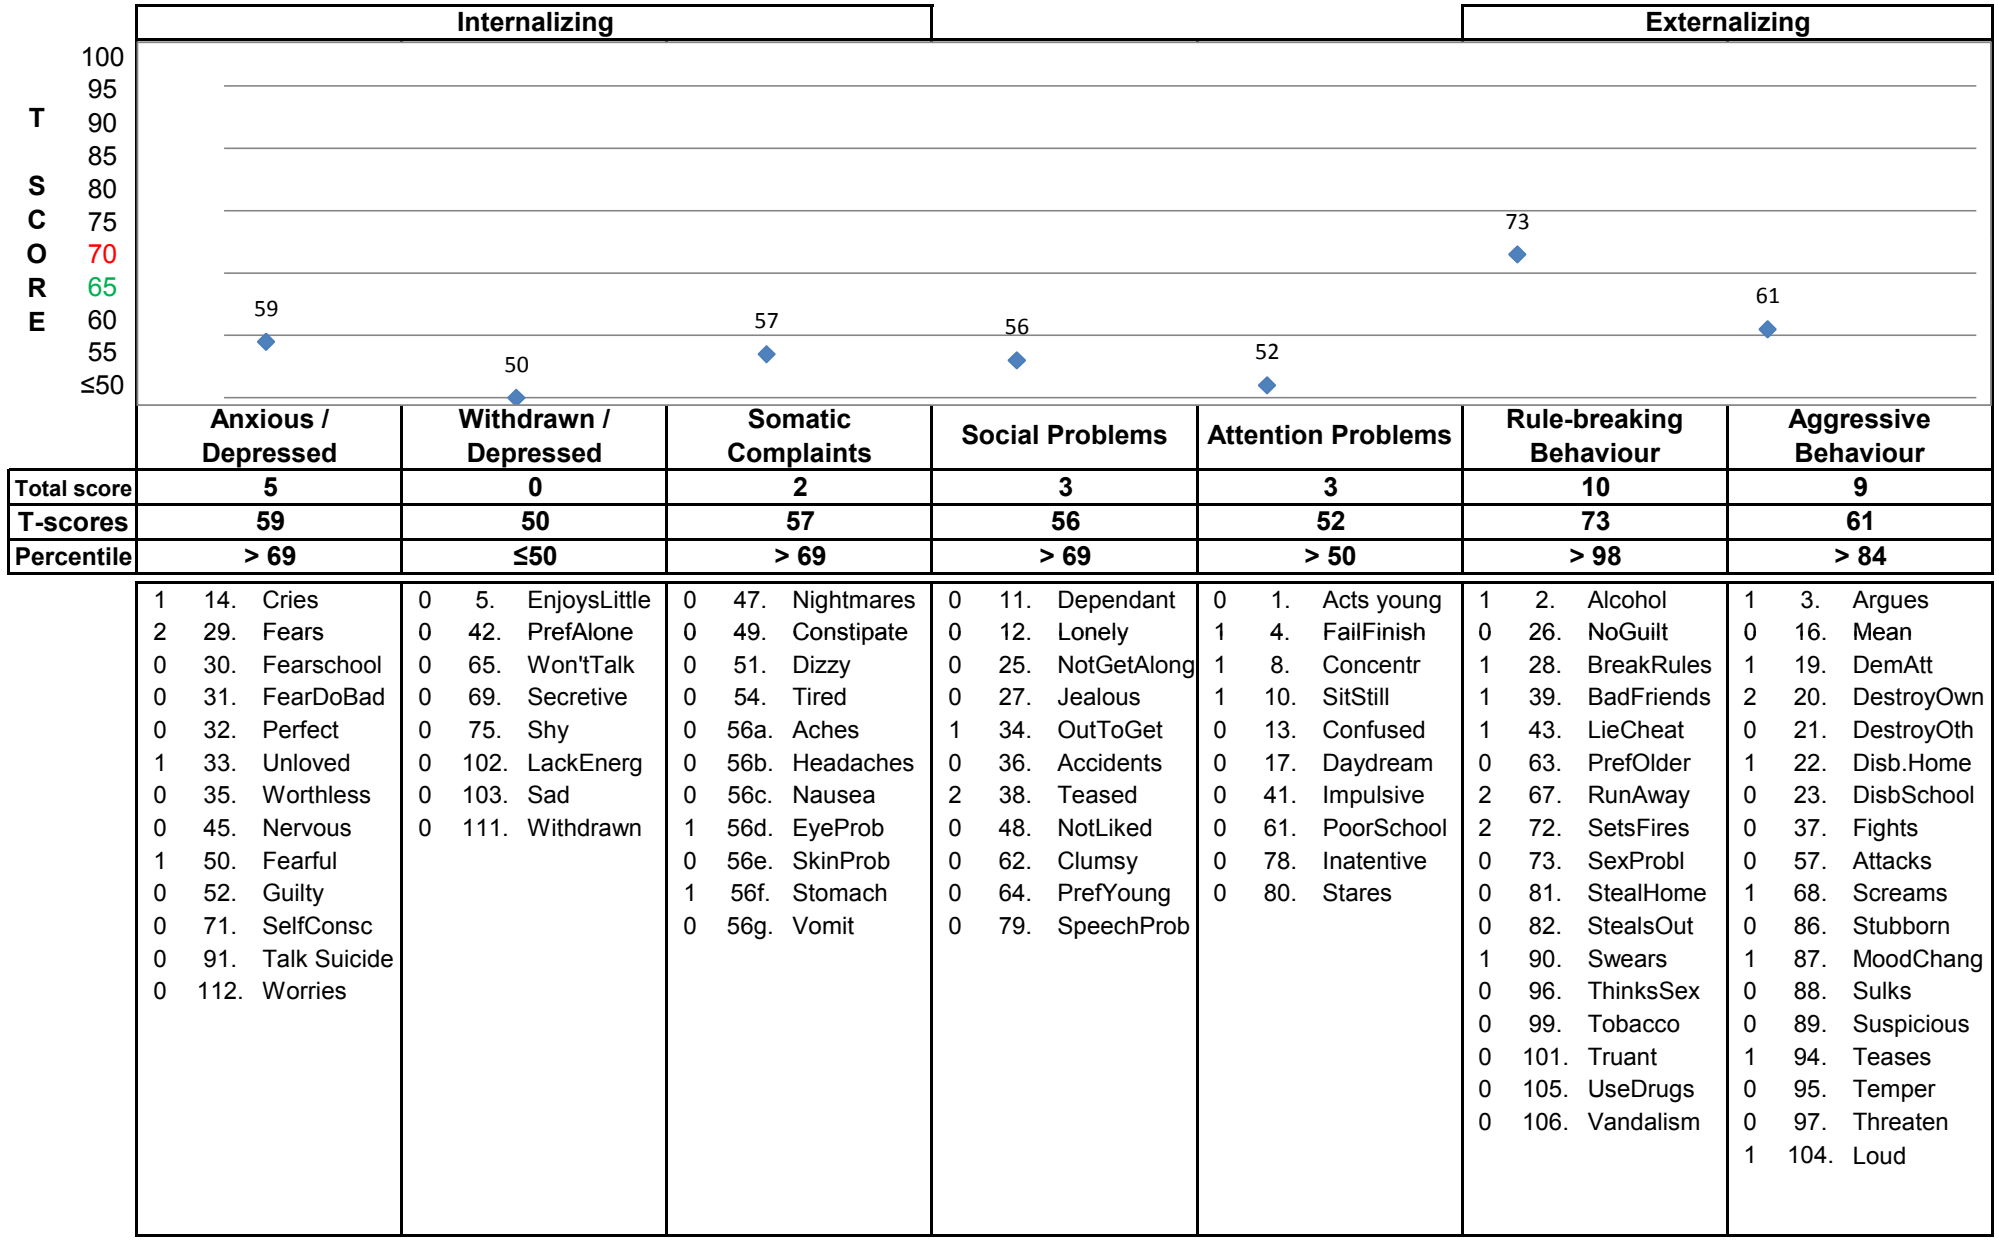 Internalizing Externalizing
T SCORE
100
95
90
85
80
75
70
65
60
55
≤50
59 50 57 56 52 73 61
Anxious / Depressed Withdrawn / Depressed Somatic Complaints Social Problems Attention Problems Rule-breaking Behaviour Aggressive Behaviour
Total score 5 0 2 3 3 10 9
T-scores 59 50 57 56 52 73 61
Percentile > 69 ≤50 > 69 > 69 > 50 > 98 > 84
1 14. Cries 0 5. EnjoysLittle 0 47. Nightmares 0 11. Dependant 0 1. Acts young 1 2. Alcohol 1 3. Argues
2 29. Fears 0 42. PrefAlone 0 49. Constipate 0 12. Lonely 1 4. FailFinish 0 26. NoGuilt 0 16. Mean
0 30. Fearschool 0 65. Won'tTalk 0 51. Dizzy 0 25. NotGetAlong 1 8. Concentr 1 28. BreakRules 1 19. DemAtt
0 31. FearDoBad 0 69. Secretive 0 54. Tired 0 27. Jealous 1 10. SitStill 1 39. BadFriends 2 20. DestroyOwn
0 32. Perfect 0 75. Shy 0 56a. Aches 1 34. OutToGet 0 13. Confused 1 43. LieCheat 0 21. DestroyOth
1 33. Unloved 0 102. LackEnerg 0 56b. Headaches 0 36. Accidents 0 17. Daydream 0 63. PrefOlder 1 22. Disb.Home
0 35. Worthless 0 103. Sad 0 56c. Nausea 2 38. Teased 0 41. Impulsive 2 67. RunAway 0 23. DisbSchool
0 45. Nervous 0 111. Withdrawn 1 56d. EyeProb 0 48. NotLiked 0 61. PoorSchool 2 72. SetsFires 0 37. Fights
1 50. Fearful 0 56e. SkinProb 0 62. Clumsy 0 78. Inatentive 0 73. SexProbl 0 57. Attacks
0 52. Guilty 1 56f. Stomach 0 64. PrefYoung 0 80. Stares 0 81. StealHome 1 68. Screams
0 71. SelfConsc 0 56g. Vomit 0 79. SpeechProb 0 82. StealsOut 0 86. Stubborn
0 91. Talk Suicide 1 90. Swears 1 87. MoodChang
0 112. Worries 0 96. ThinksSex 0 88. Sulks
0 99. Tobacco 0 89. Suspicious
0 101. Truant 1 94. Teases
0 105. UseDrugs 0 95. Temper
0 106. Vandalism 0 97. Threaten
1 104. Loud